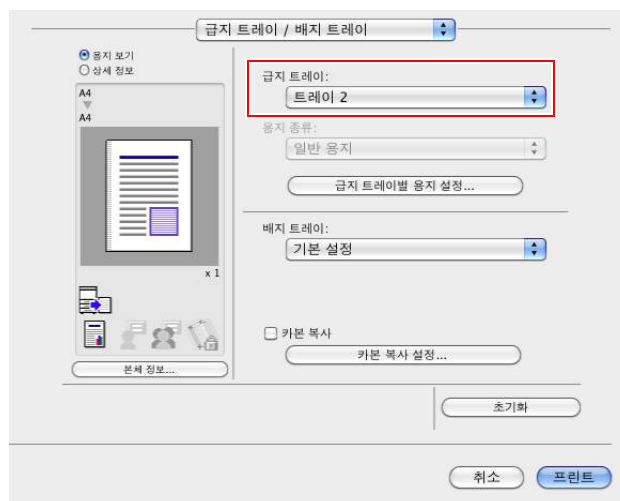 급지 트레이 / 배지 트레이
용지 보기
상세 정보
A4
A4
x 1
본체 정보...
급지 트레이:
트레이 2
용지 종류:
일반 용지
급지 트레이별 용지 설정...
배지 트레이:
기본 설정
카본 복사
카본 복사 설정...
초기화
취소
프린트